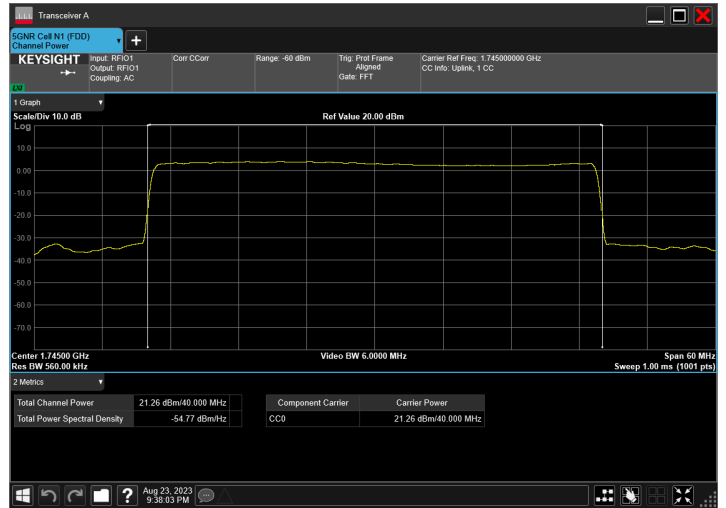 Transceiver A
5GNR Cell N1 (FDD)
Channel Power
+
KEYSIGHT
LXI
Input: RFIO1
Output: RFIO1
Coupling: AC
Corr CCorr
Range: -60 dBm
Trig: Prot Frame
Aligned
Gate: FFT
Carrier Ref Freq: 1.745000000 GHz
CC Info: Uplink, 1 CC
1 Graph
Scale/Div 10.0 dB
Ref Value 20.00 dBm
Log
10.0
0.00
-10.0
-20.0
-30.0
-40.0
-50.0
-60.0
-70.0
Center 1.74500 GHz
Video BW 6.0000 MHz
Span 60 MHz
Res BW 560.00 kHz
Sweep 1.00 ms (1001 pts)
2 Metrics
Total Channel Power 21.26 dBm/40.000 MHz
Total Power Spectral Density -54.77 dBm/Hz
Component Carrier Carrier Power
CC0 21.26 dBm/40.000 MHz
?
Aug 23, 2023
9:38:03 PM